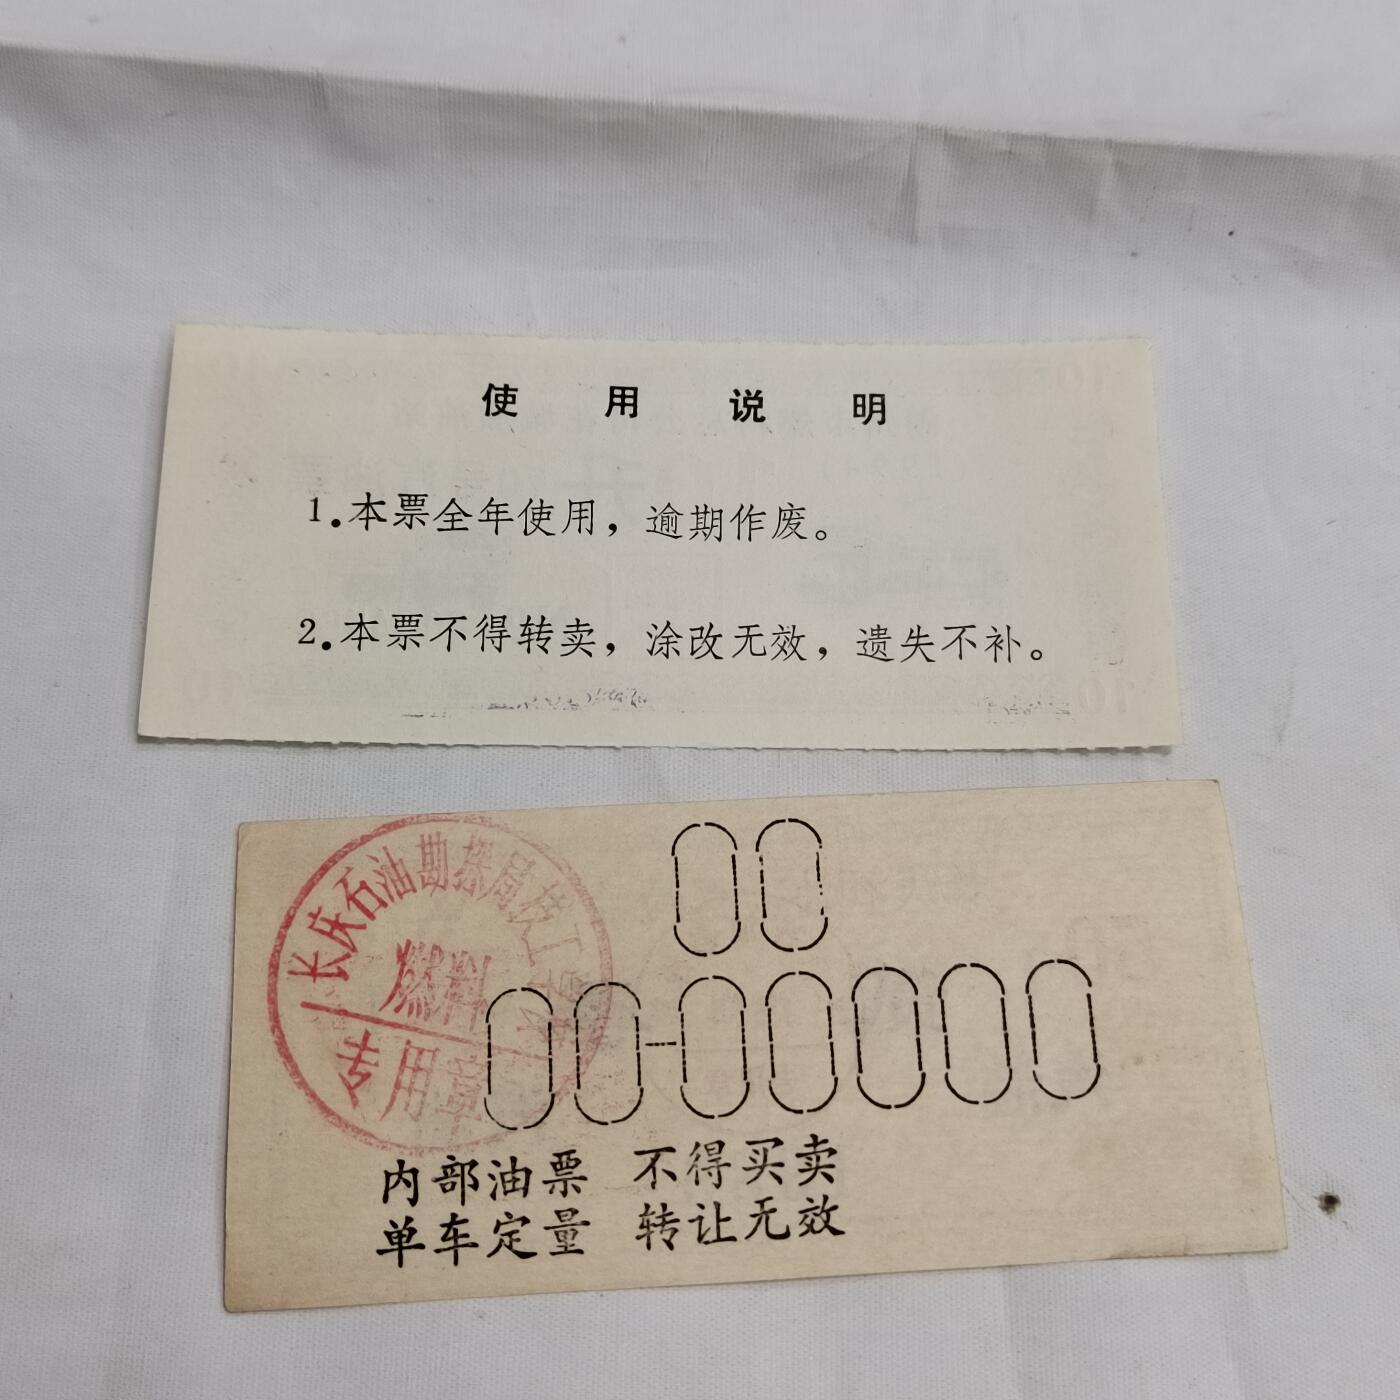 使用说明
1.本票全年使用，逾期作废。
2.本票不得转卖，涂改无效，遗失不补。
长庆石油勘探局技工
燃料
专用章
00
00-00000
内部油票 不得买卖
单车定量 转让无效